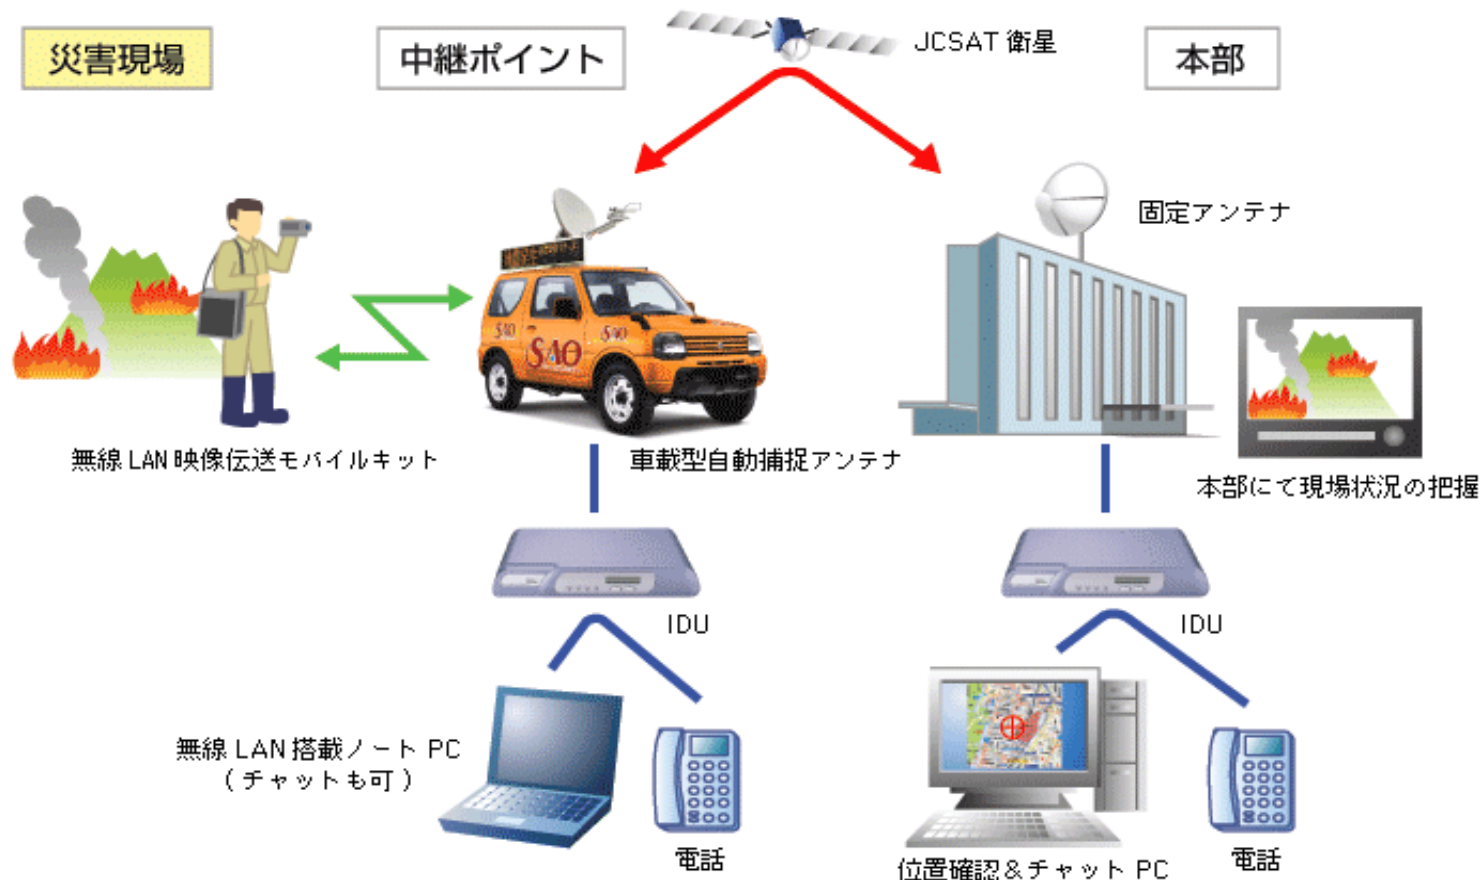 災害現場
中継ポイント
JCSAT 衛星
本部
固定アンテナ
SAO
SAO
SAO
無線 LAN 映像伝送モバイルキット
車載型自動捕捉アンテナ
本部にて現場状況の把握
IDU
IDU
無線 LAN 搭載ノート PC
(チャットも可)
電話
位置確認&チャット PC
電話